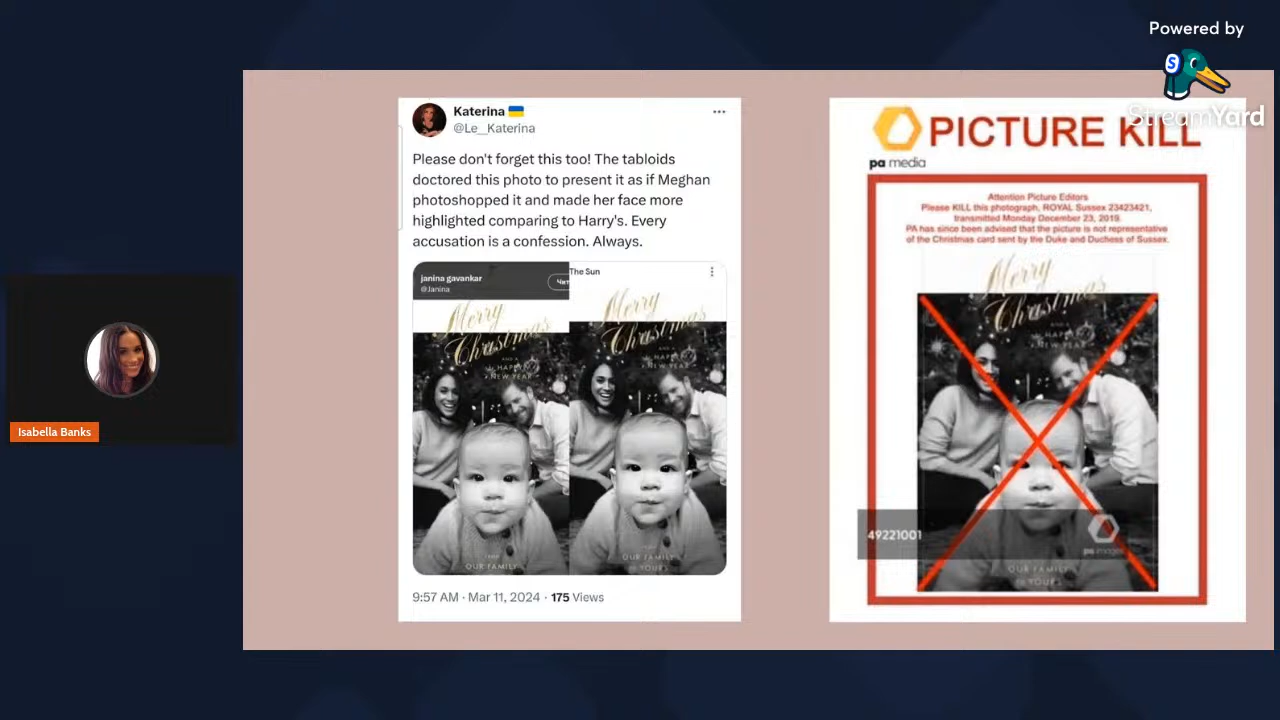 Powered by
StreamYard
S
Katerina 🇺🇦
@Le_Katerina
Please don't forget this too! The tabloids
doctored this photo to present it as if Meghan
photoshopped it and made her face more
highlighted comparing to Harry's. Every
accusation is a confession. Always.
janina gavankar
@Janina
Чит
The Sun
Merry
Christmas
AND A
HAPPY
NEW YEAR
FROM
OUR FAMILY
Merry
Christmas
AND A
HAPPY
NEW YEAR
FROM
OUR FAMILY
TO YOURS
9:57 AM · Mar 11, 2024 · 175 Views
PICTURE KILL
pa media
Attention Picture Editors
Please KILL this photograph, ROYAL Sussex 23423421,
transmitted Monday December 23, 2019.
PA has since been advised that the picture is not representative
of the Christmas card sent by the Duke and Duchess of Sussex.
Merry
Christmas
AND A
HAPPY
NEW YEAR
49221001
pa images
OUR FAMILY
TO YOURS
Isabella Banks